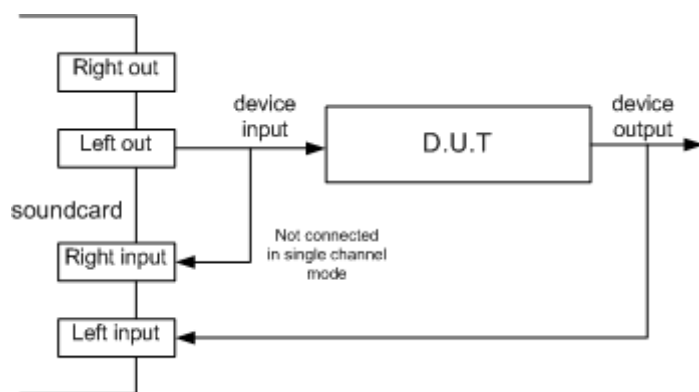 Right out
device
input
device
output
Left out
D.U.T
soundcard
Not connected
in single channel
mode
Right input
Left input